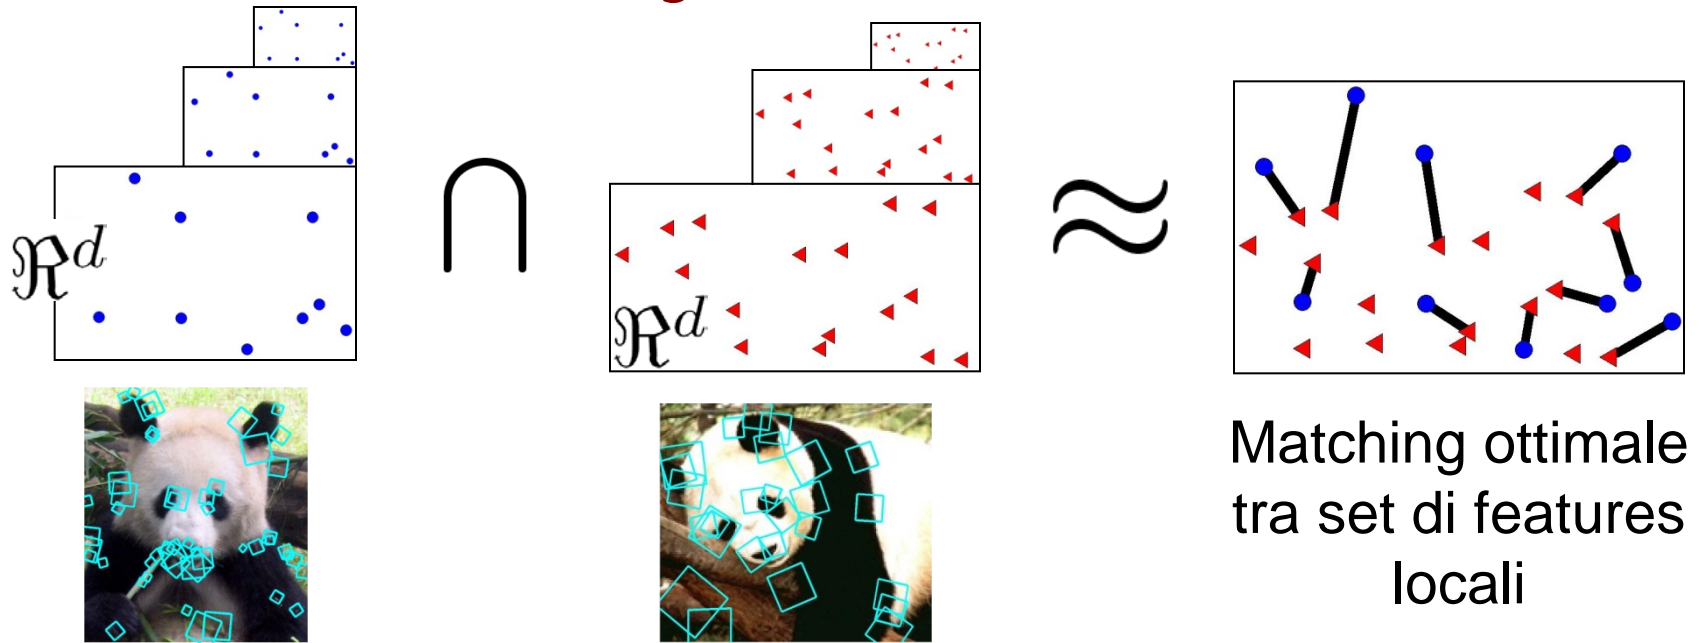 ℜᵈ
∩
ℜᵈ
≈
Matching ottimale
tra set di features
locali